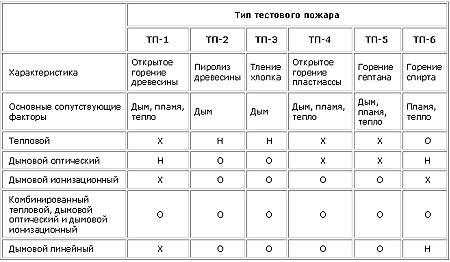 Тип тестового пожара
ТП-1 ТП-2 ТП-3 ТП-4 ТП-5 ТП-6
Характеристика Открытое горение древесины Пиролиз древесины Тление хлопка Открытое горение пластмассы Горение гептана Горение спирта
Основные сопутствующие факторы Дым, пламя, тепло Дым Дым Дым, пламя, тепло Дым, пламя, тепло Пламя, тепло
Тепловой Х Н Н Х Х О
Дымовой оптический Н О О Х Х Н
Дымовой ионизационный Х О О О О Х
Комбинированный тепловой, дымовой оптический и дымовой ионизационный О О О О О О
Дымовой линейный Х О О О О Н